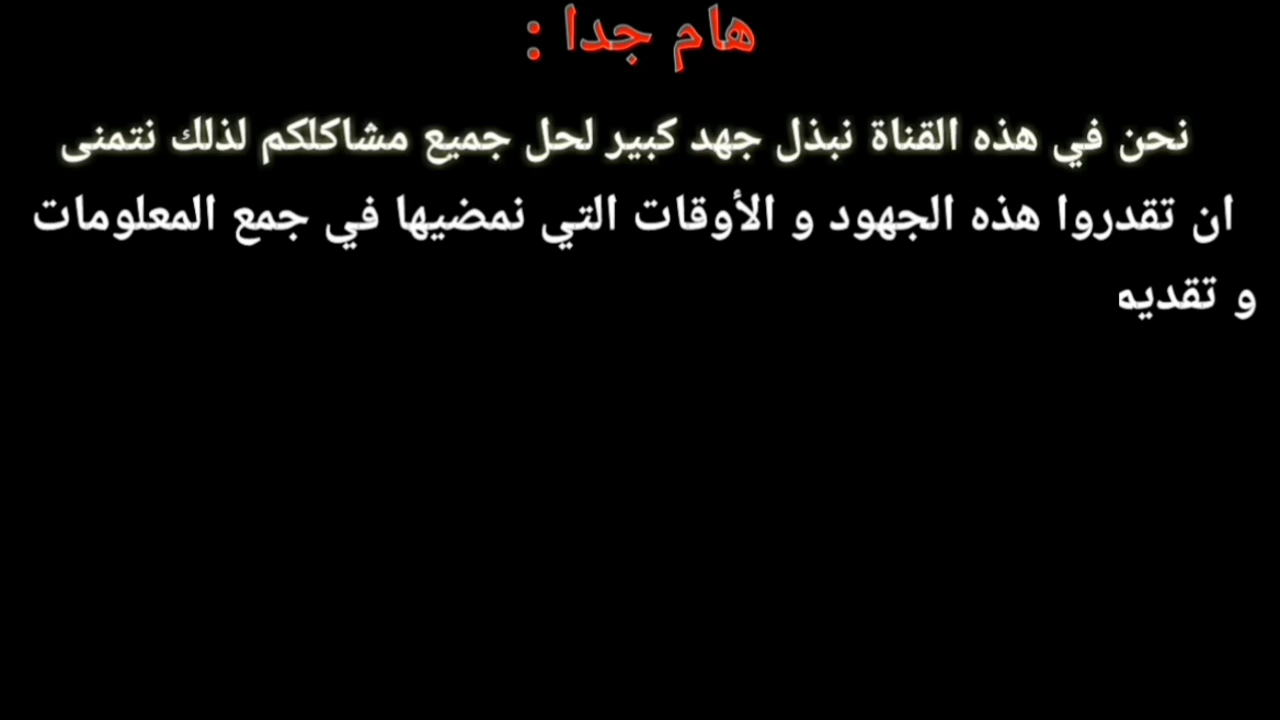 هام جدا :
نحن في هذه القناة نبذل جهد كبير لحل جميع مشاكلكم لذلك نتمنى
ان تقدروا هذه الجهود و الأوقات التي نمضيها في جمع المعلومات
و تقديم